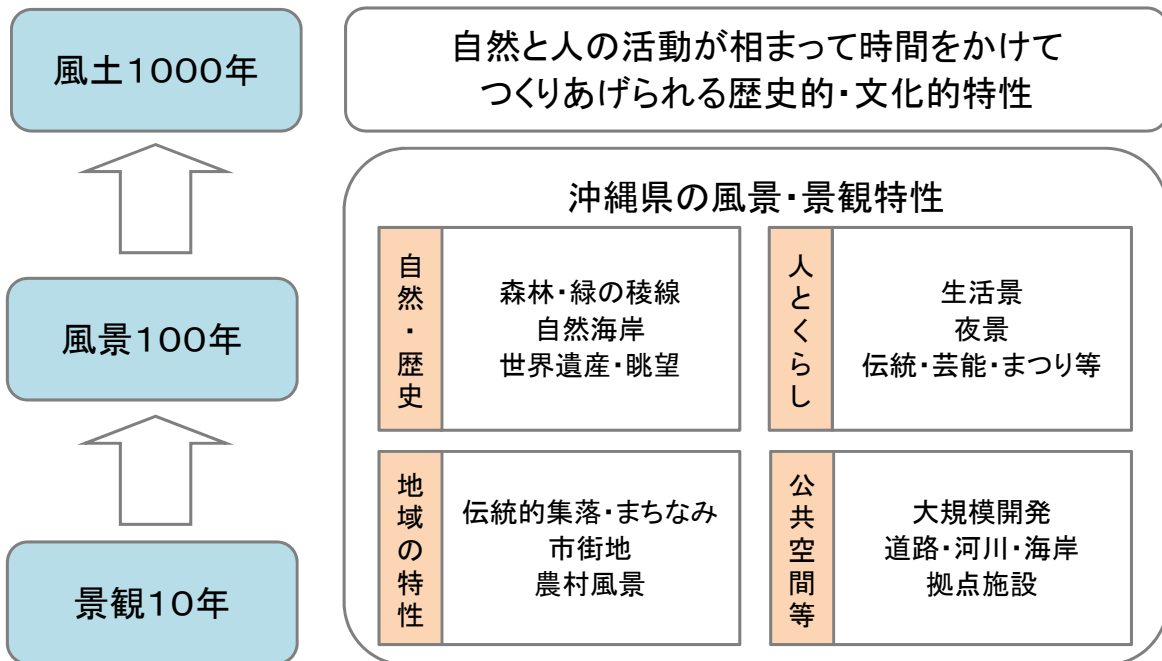 風土1000年
自然と人の活動が相まって時間をかけて
つくりあげられる歴史的・文化的特性
風景100年
景観10年
沖縄県の風景・景観特性
自然・歴史
森林・緑の稜線
自然海岸
世界遺産・眺望
人とくらし
生活景
夜景
伝統・芸能・まつり等
地域の特性
伝統的集落・まちなみ
市街地
農村風景
公共空間等
大規模開発
道路・河川・海岸
拠点施設